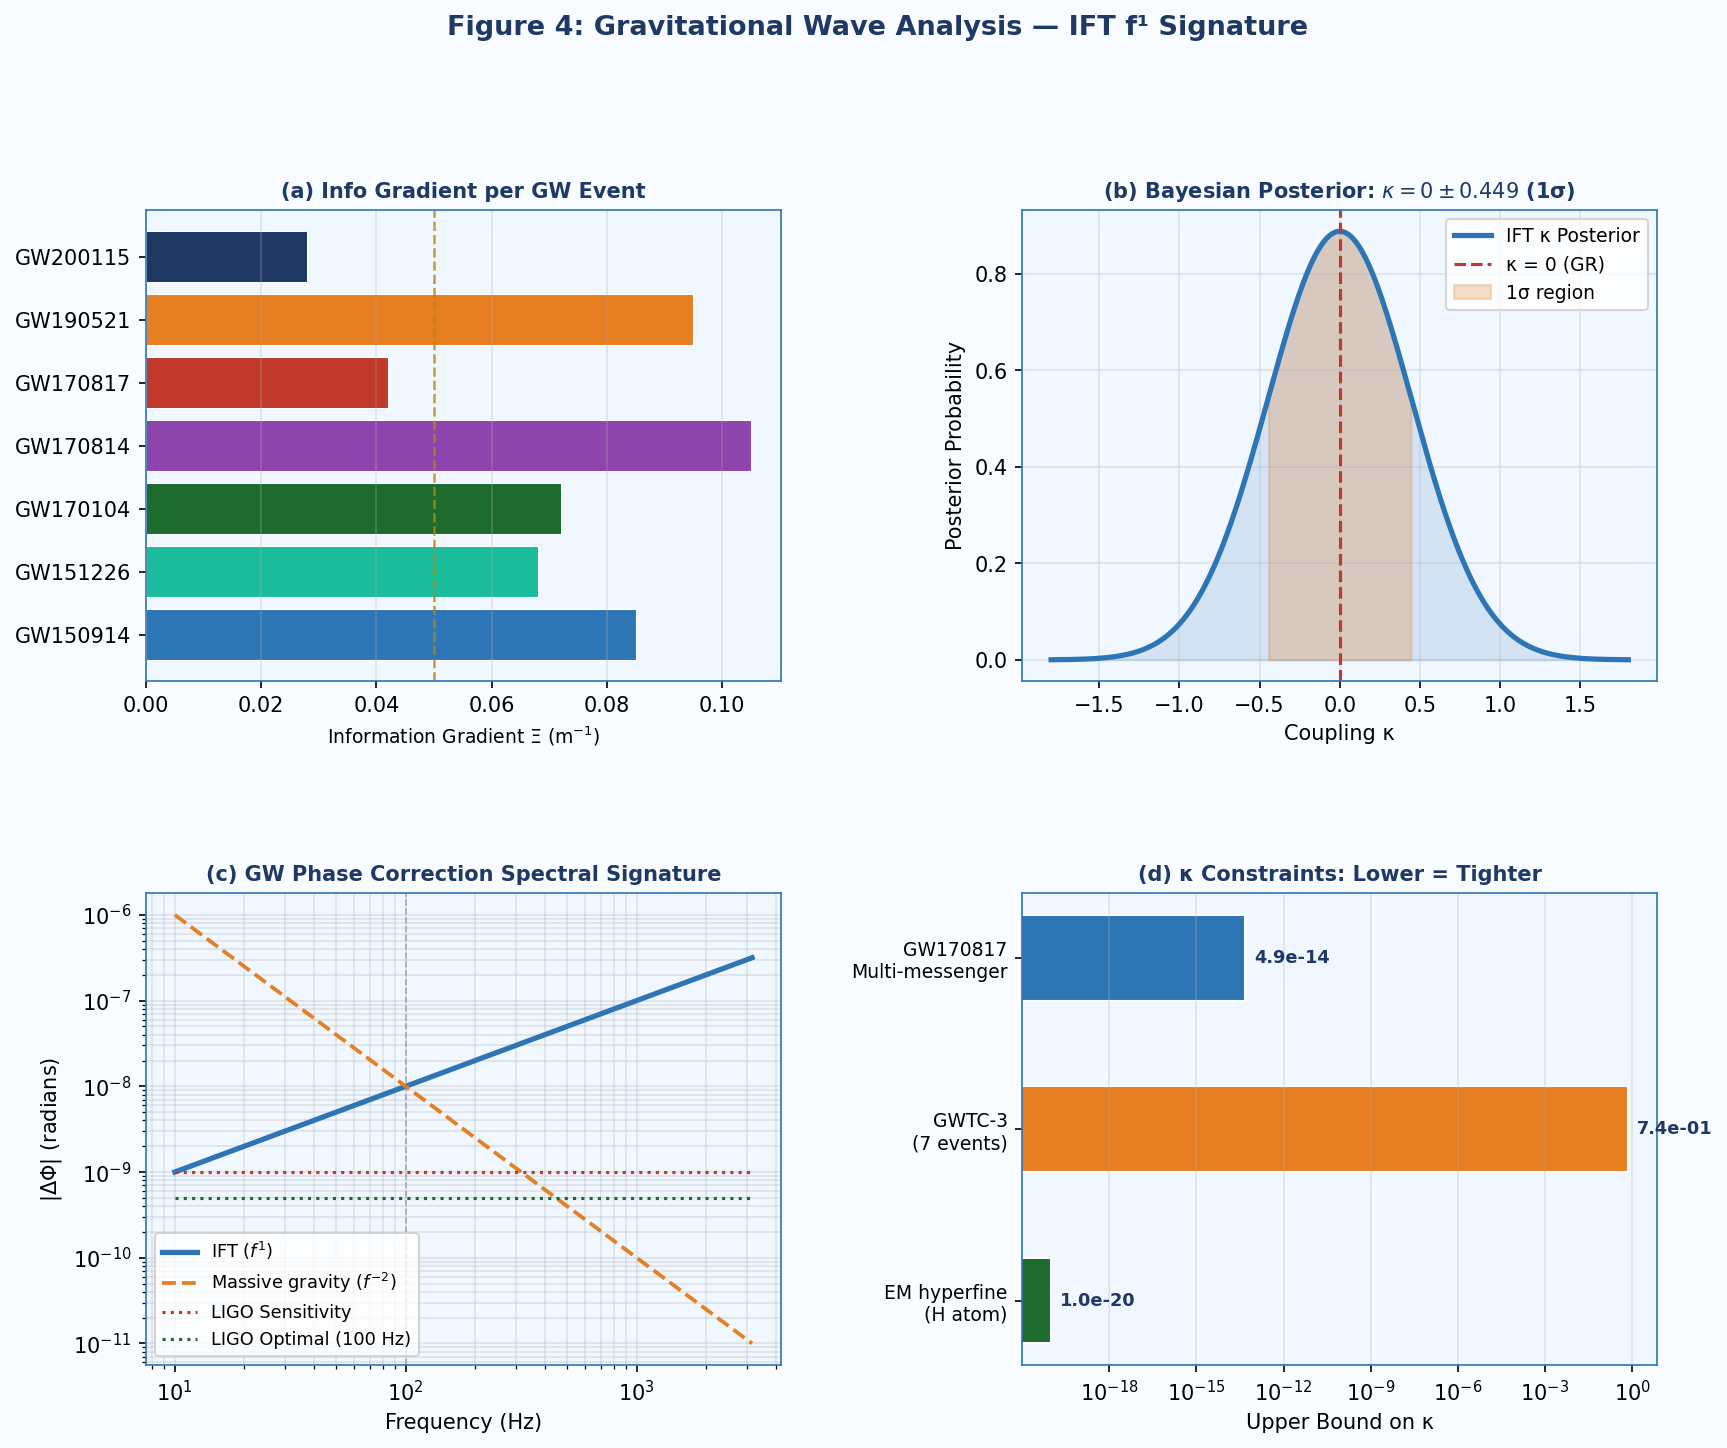 Figure 4: Gravitational Wave Analysis — IFT f¹ Signature
(a) Info Gradient per GW Event
GW200115
GW190521
GW170817
GW170814
GW170104
GW151226
GW150914
0.00 0.02 0.04 0.06 0.08 0.10
Information Gradient Ξ (m⁻¹)
(b) Bayesian Posterior: κ = 0 ± 0.449 (1σ)
IFT κ Posterior
κ = 0 (GR)
1σ region
Posterior Probability
0.8
0.6
0.4
0.2
0.0
−1.5 −1.0 −0.5 0.0 0.5 1.0 1.5
Coupling κ
(c) GW Phase Correction Spectral Signature
|ΔΦ| (radians)
10⁻⁶
10⁻⁷
10⁻⁸
10⁻⁹
10⁻¹⁰
10⁻¹¹
IFT (f¹)
Massive gravity (f⁻²)
LIGO Sensitivity
LIGO Optimal (100 Hz)
10¹ 10² 10³
Frequency (Hz)
(d) κ Constraints: Lower = Tighter
GW170817
Multi-messenger
4.9e-14
GWTC-3
(7 events)
7.4e-01
EM hyperfine
(H atom)
1.0e-20
10⁻¹⁸ 10⁻¹⁵ 10⁻¹² 10⁻⁹ 10⁻⁶ 10⁻³ 10⁰
Upper Bound on κ